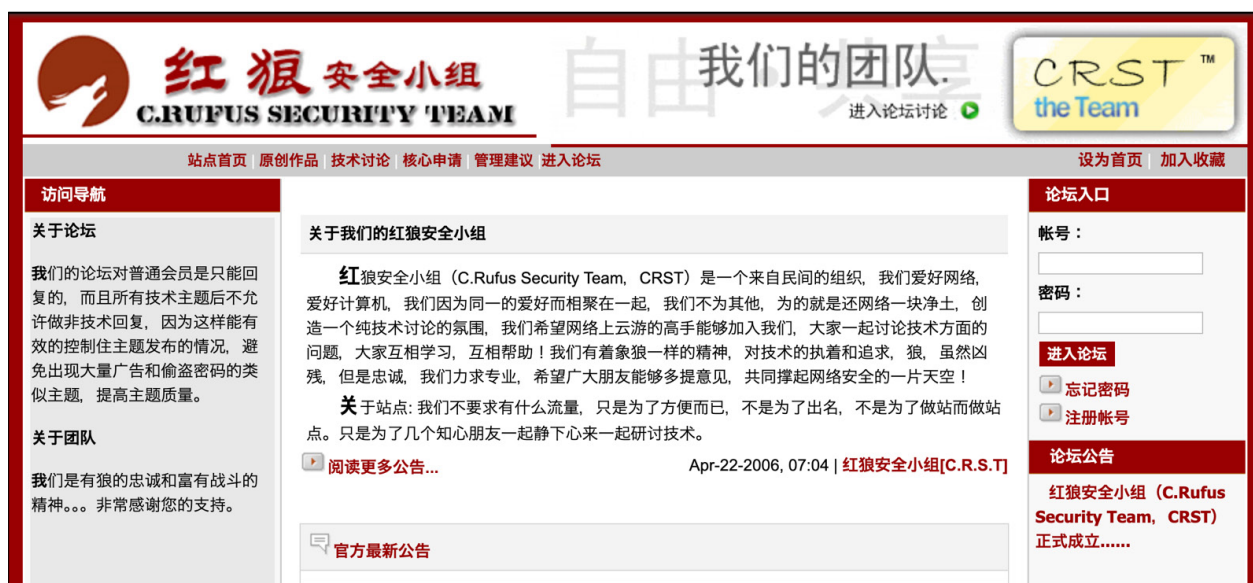 红狼安全小组
C.RUFUS SECURITY TEAM
自由 共享
我们的团队.
进入论坛讨论
CRST ™
the Team
站点首页 | 原创作品 | 技术讨论 | 核心申请 | 管理建议 | 进入论坛
设为首页 | 加入收藏
访问导航
关于论坛
我们的论坛对普通会员是只能回
复的，而且所有技术主题后不允
许做非技术回复，因为这样能有
效的控制住主题发布的情况，避
免出现大量广告和偷盗密码的类
似主题，提高主题质量。
关于团队
我们是有狼的忠诚和富有战斗的
精神。。。非常感谢您的支持。
关于我们的红狼安全小组
红狼安全小组（C.Rufus Security Team，CRST）是一个来自民间的组织，我们爱好网络，
爱好计算机，我们因为同一的爱好而相聚在一起，我们不为其他，为的就是还网络一块净土，创
造一个纯技术讨论的氛围，我们希望网络上云游的高手能够加入我们，大家一起讨论技术方面的
问题，大家互相学习，互相帮助！我们有着象狼一样的精神，对技术的执着和追求，狼，虽然凶
残，但是忠诚，我们力求专业，希望广大朋友能够多提意见，共同撑起网络安全的一片天空！
关于站点: 我们不要求有什么流量，只是为了方便而已，不是为了出名，不是为了做站而做站
点。只是为了几个知心朋友一起静下心来一起研讨技术。
阅读更多公告...
Apr-22-2006, 07:04 | 红狼安全小组[C.R.S.T]
官方最新公告
论坛入口
帐号：
密码：
进入论坛
忘记密码
注册帐号
论坛公告
红狼安全小组（C.Rufus
Security Team，CRST）
正式成立......